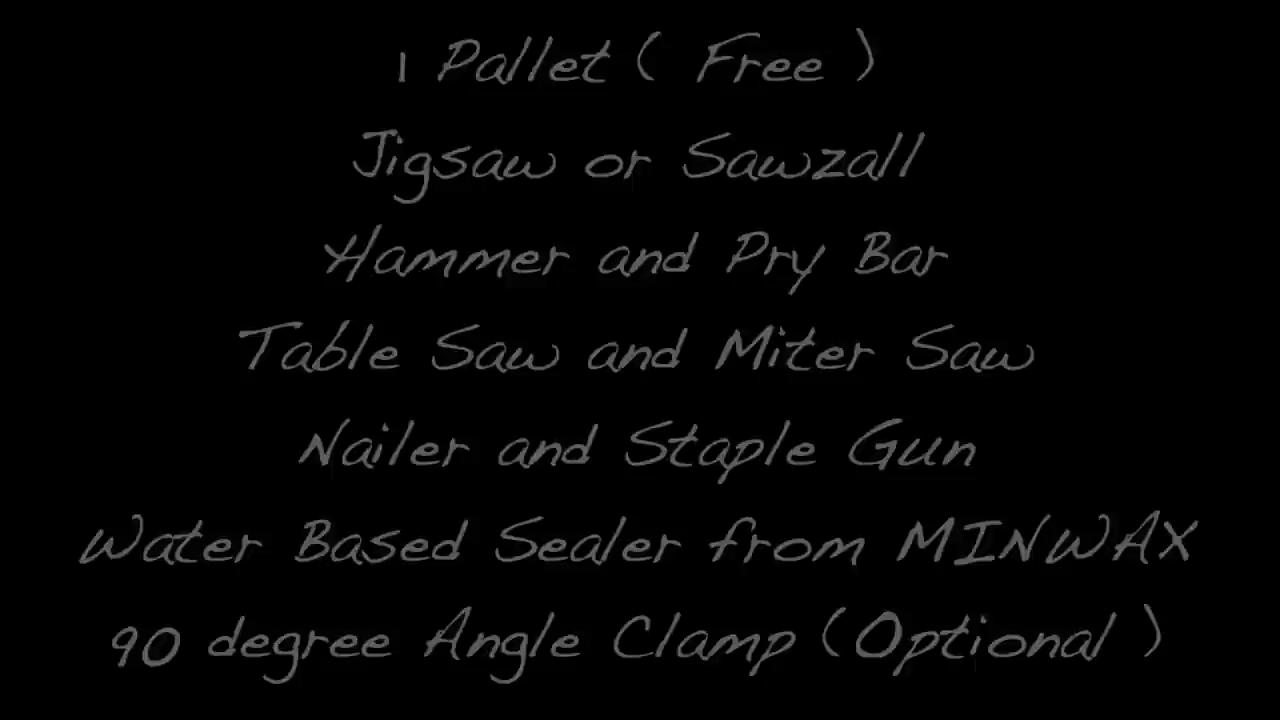 1 Pallet ( Free )
Jigsaw or Sawzall
Hammer and Pry Bar
Table Saw and Miter Saw
Nailer and Staple Gun
Water Based Sealer from MINWAX
90 degree Angle Clamp (Optional )